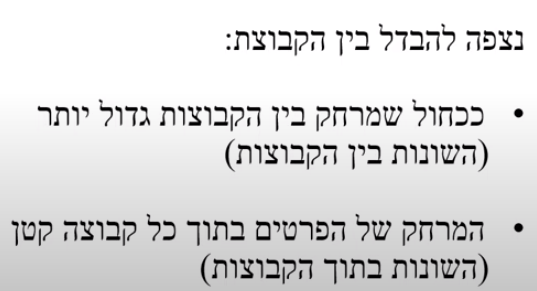 נצפה להבדל בין הקבוצת:
• ככחול שמרחק בין הקבוצות גדול יותר
(השונות בין הקבוצות)
• המרחק של הפרטים בתוך כל קבוצה קטן
(השונות בתוך הקבוצות)